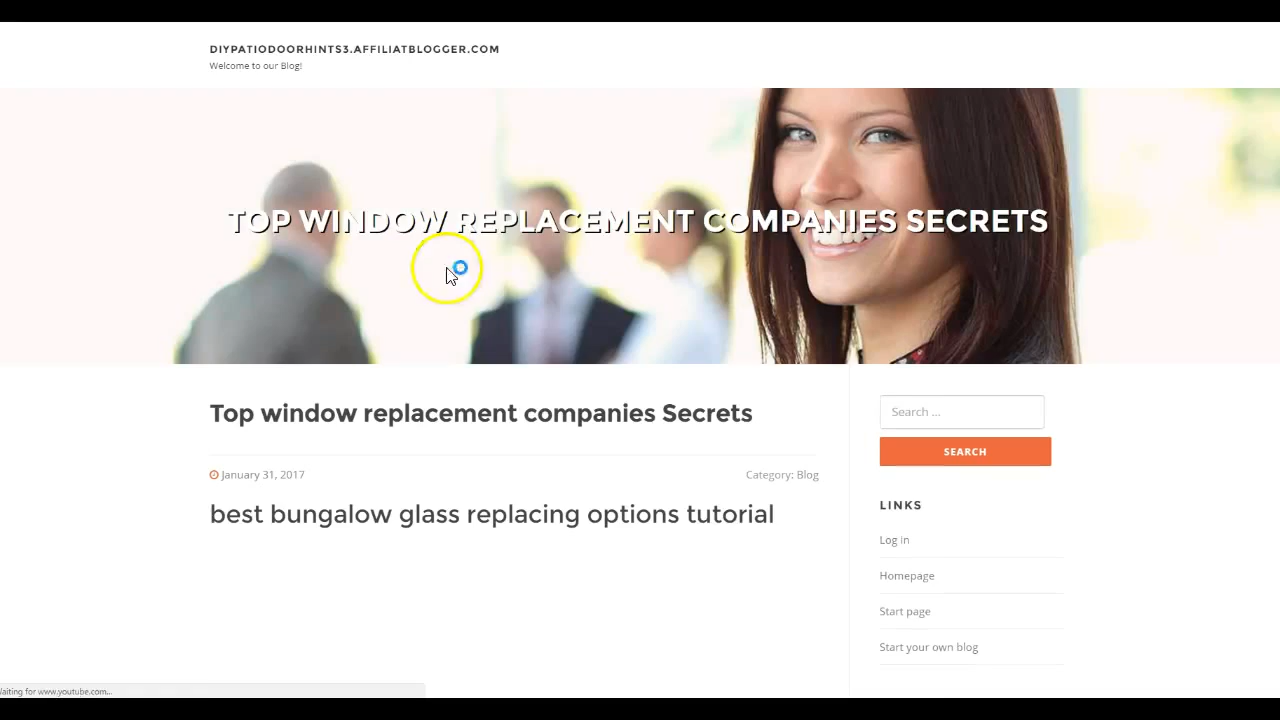 DIYPATIODOORHINTS3.AFFILIATBLOGGER.COM
Welcome to our Blog!
TOP WINDOW REPLACEMENT COMPANIES SECRETS
Top window replacement companies Secrets
Search ...
SEARCH
January 31, 2017
Category: Blog
best bungalow glass replacing options tutorial
LINKS
Log in
Homepage
Start page
Start your own blog
aiting for www.youtube.com...